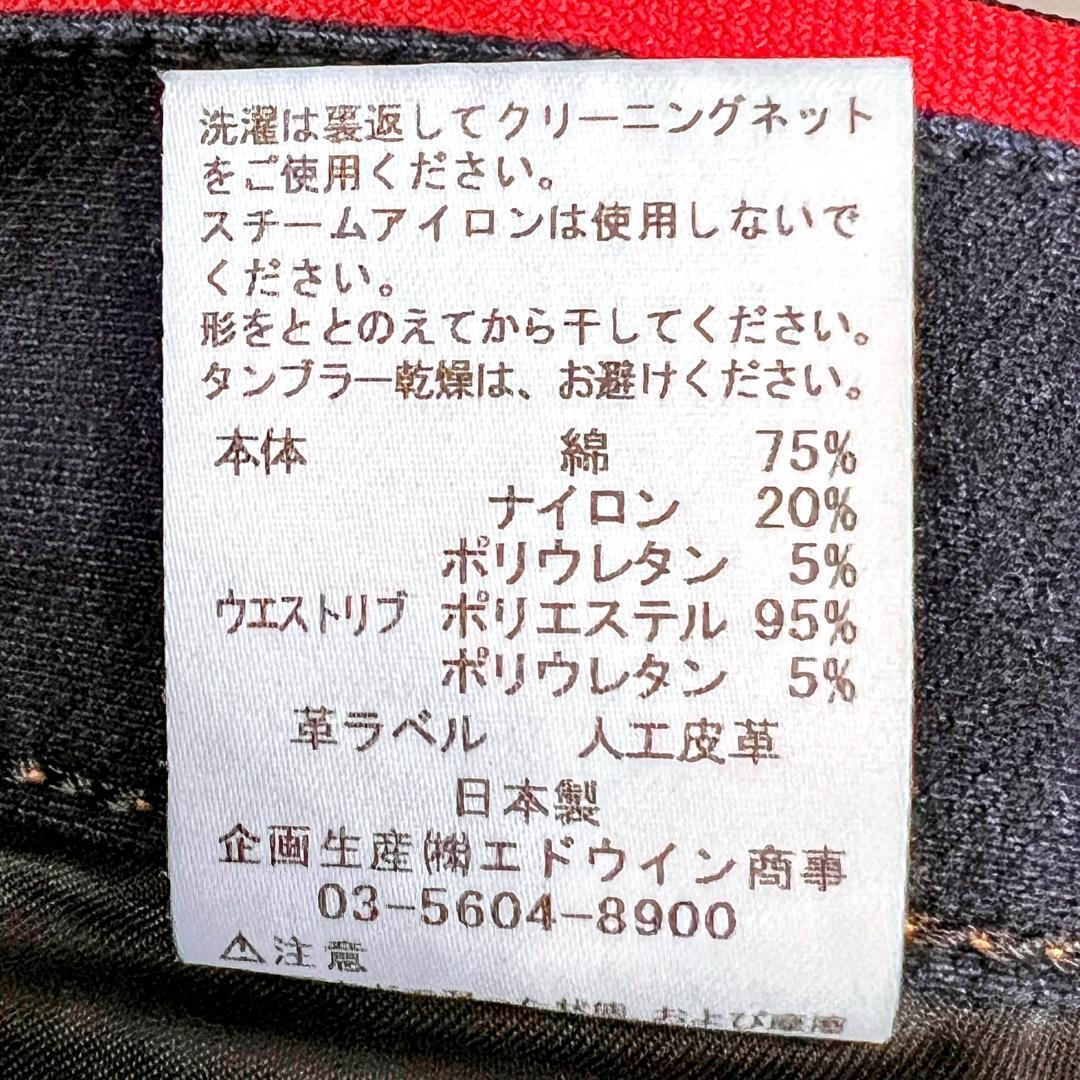 洗濯は裏返してクリーニングネット
をご使用ください。
スチームアイロンは使用しないで
ください。
形をととのえてから干してください。
タンブラー乾燥は、お避けください。
本体 綿 75%
ナイロン 20%
ポリウレタン 5%
ウエストリブ ポリエステル 95%
ポリウレタン 5%
革ラベル 人工皮革
日本製
企画生産㈱エドウイン商事
03-5604-8900
⚠注意
および摩擦